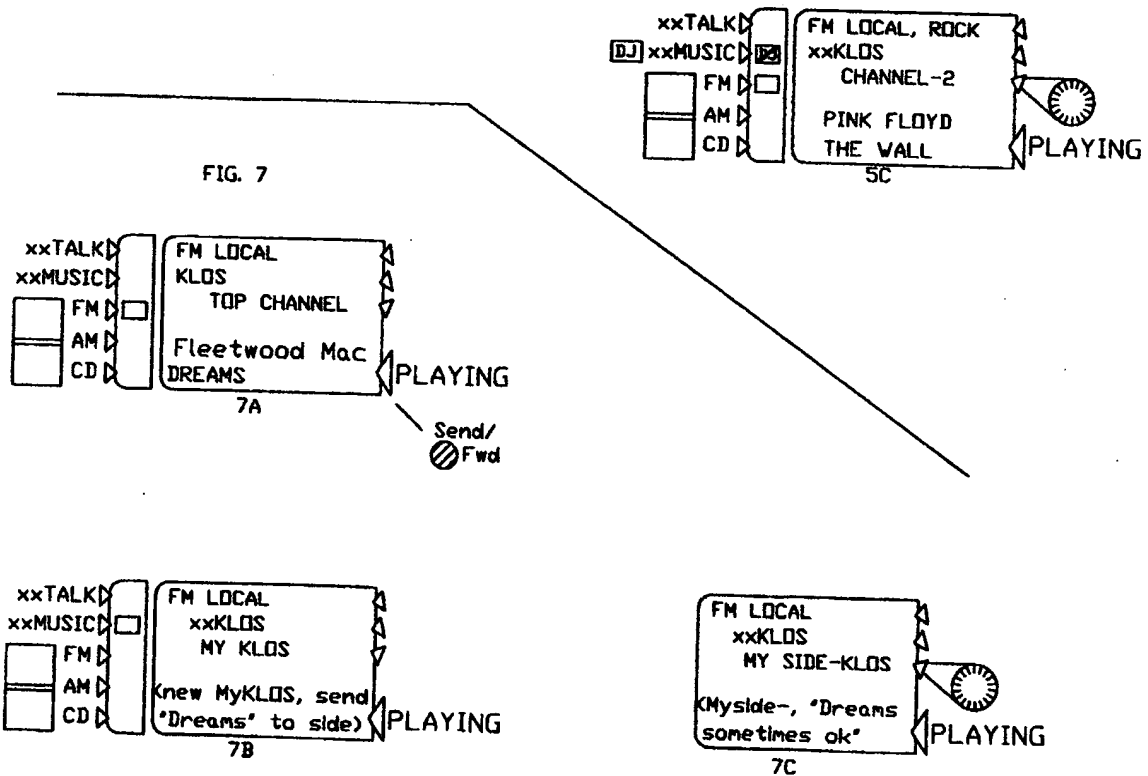 xxTALK
DJ xxMUSIC DJ
FM
AM
CD
FM LOCAL, ROCK
xxKLOS
CHANNEL-2
PINK FLOYD
THE WALL
PLAYING
5C
FIG. 7
xxTALK
xxMUSIC
FM
AM
CD
FM LOCAL
KLOS
TOP CHANNEL
Fleetwood Mac
DREAMS
PLAYING
7A
Send/
Fwd
xxTALK
xxMUSIC
FM
AM
CD
FM LOCAL
xxKLOS
MY KLOS
(new MyKLOS, send
"Dreams" to side)
PLAYING
7B
FM LOCAL
xxKLOS
MY SIDE-KLOS
(Myside-, "Dreams
sometimes ok"
PLAYING
7C